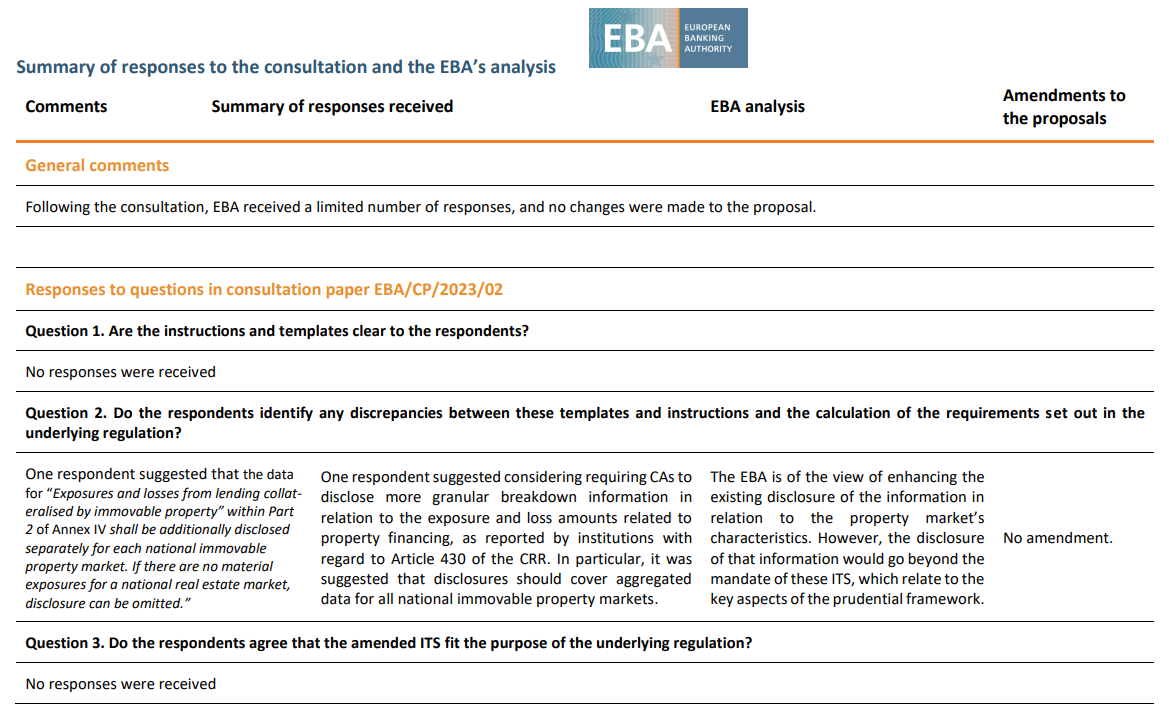 EBA
EUROPEAN
BANKING
AUTHORITY
Summary of responses to the consultation and the EBA's analysis
Comments
Summary of responses received
EBA analysis
Amendments to
the proposals
General comments
Following the consultation, EBA received a limited number of responses, and no changes were made to the proposal.
Responses to questions in consultation paper EBA/CP/2023/02
Question 1. Are the instructions and templates clear to the respondents?
No responses were received
Question 2. Do the respondents identify any discrepancies between these templates and instructions and the calculation of the requirements set out in the
underlying regulation?
One respondent suggested that the data
for “Exposures and losses from lending collat-
eralised by immovable property” within Part
2 of Annex IV shall be additionally disclosed
separately for each national immovable
property market. If there are no material
exposures for a national real estate market,
disclosure can be omitted.”
One respondent suggested considering requiring CAs to
disclose more granular breakdown information in
relation to the exposure and loss amounts related to
property financing, as reported by institutions with
regard to Article 430 of the CRR. In particular, it was
suggested that disclosures should cover aggregated
data for all national immovable property markets.
The EBA is of the view of enhancing the
existing disclosure of the information in
relation to the property market's
characteristics. However, the disclosure
of that information would go beyond the
mandate of these ITS, which relate to the
key aspects of the prudential framework.
No amendment.
Question 3. Do the respondents agree that the amended ITS fit the purpose of the underlying regulation?
No responses were received